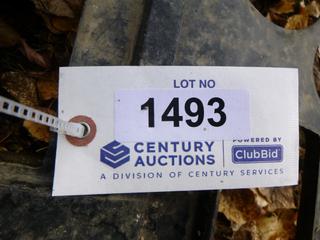 LOT NO
1493
CENTURY
AUCTIONS
POWERED BY
ClubBid
A DIVISION OF CENTURY SERVICES